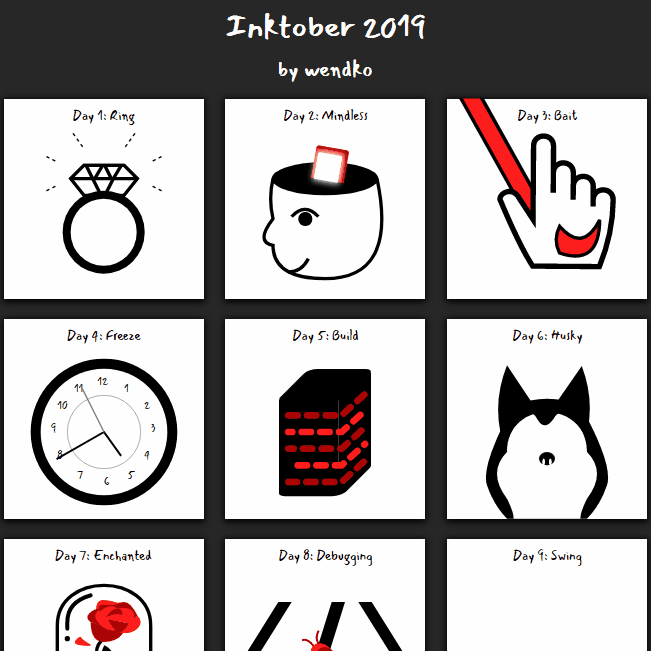 Inktober 2019
by wendko
Day 1: Ring
Day 2: Mindless
Day 3: Bait
Day 4: Freeze
Day 5: Build
Day 6: Husky
12
11
1
10
2
9
3
8
4
7
5
6
Day 7: Enchanted
Day 8: Debugging
Day 9: Swing